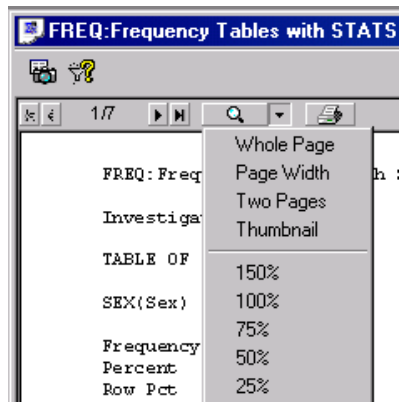 FREQ:Frequency Tables with STATS
1/7
Whole Page
FREQ:Freq Page Width h
Two Pages
Investiga
Thumbnail
TABLE OF
150%
SEX(Sex) 100%
75%
Frequency
50%
Percent
Row Pct 25%